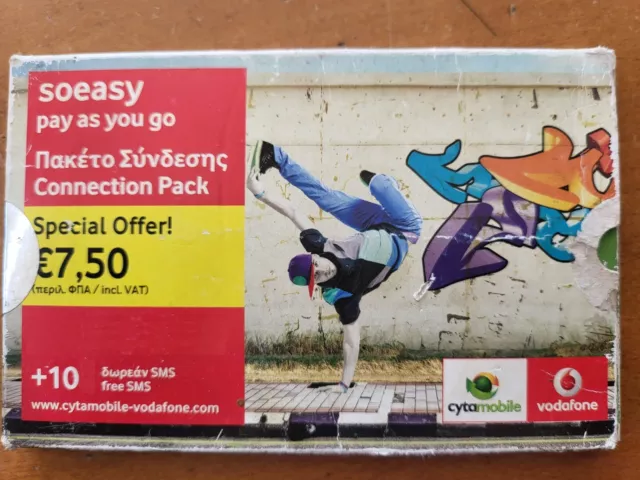 soeasy
pay as you go
Πακέτο Σύνδεσης
Connection Pack
Special Offer!
€7,50
(περιλ. ΦΠΑ / incl. VAT)
+10 δωρεάν SMS
free SMS
www.cytamobile-vodafone.com
cytamobile
vodafone